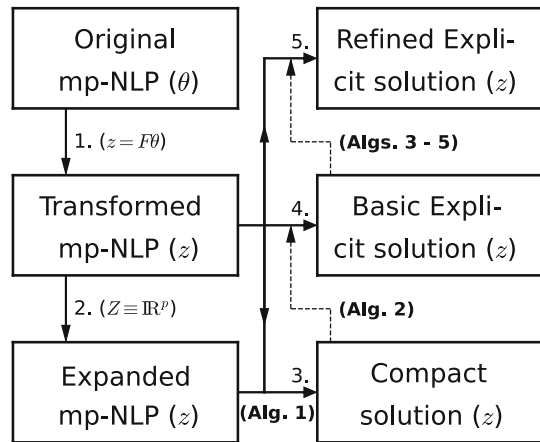 Original
mp-NLP (θ)
5.
Refined Expli-
cit solution (z)
1. (z = Fθ)
(Algs. 3 - 5)
Transformed
mp-NLP (z)
4.
Basic Expli-
cit solution (z)
2. (Z ≡ ℝᵖ)
(Alg. 2)
Expanded
mp-NLP (z)
3.
(Alg. 1)
Compact
solution (z)